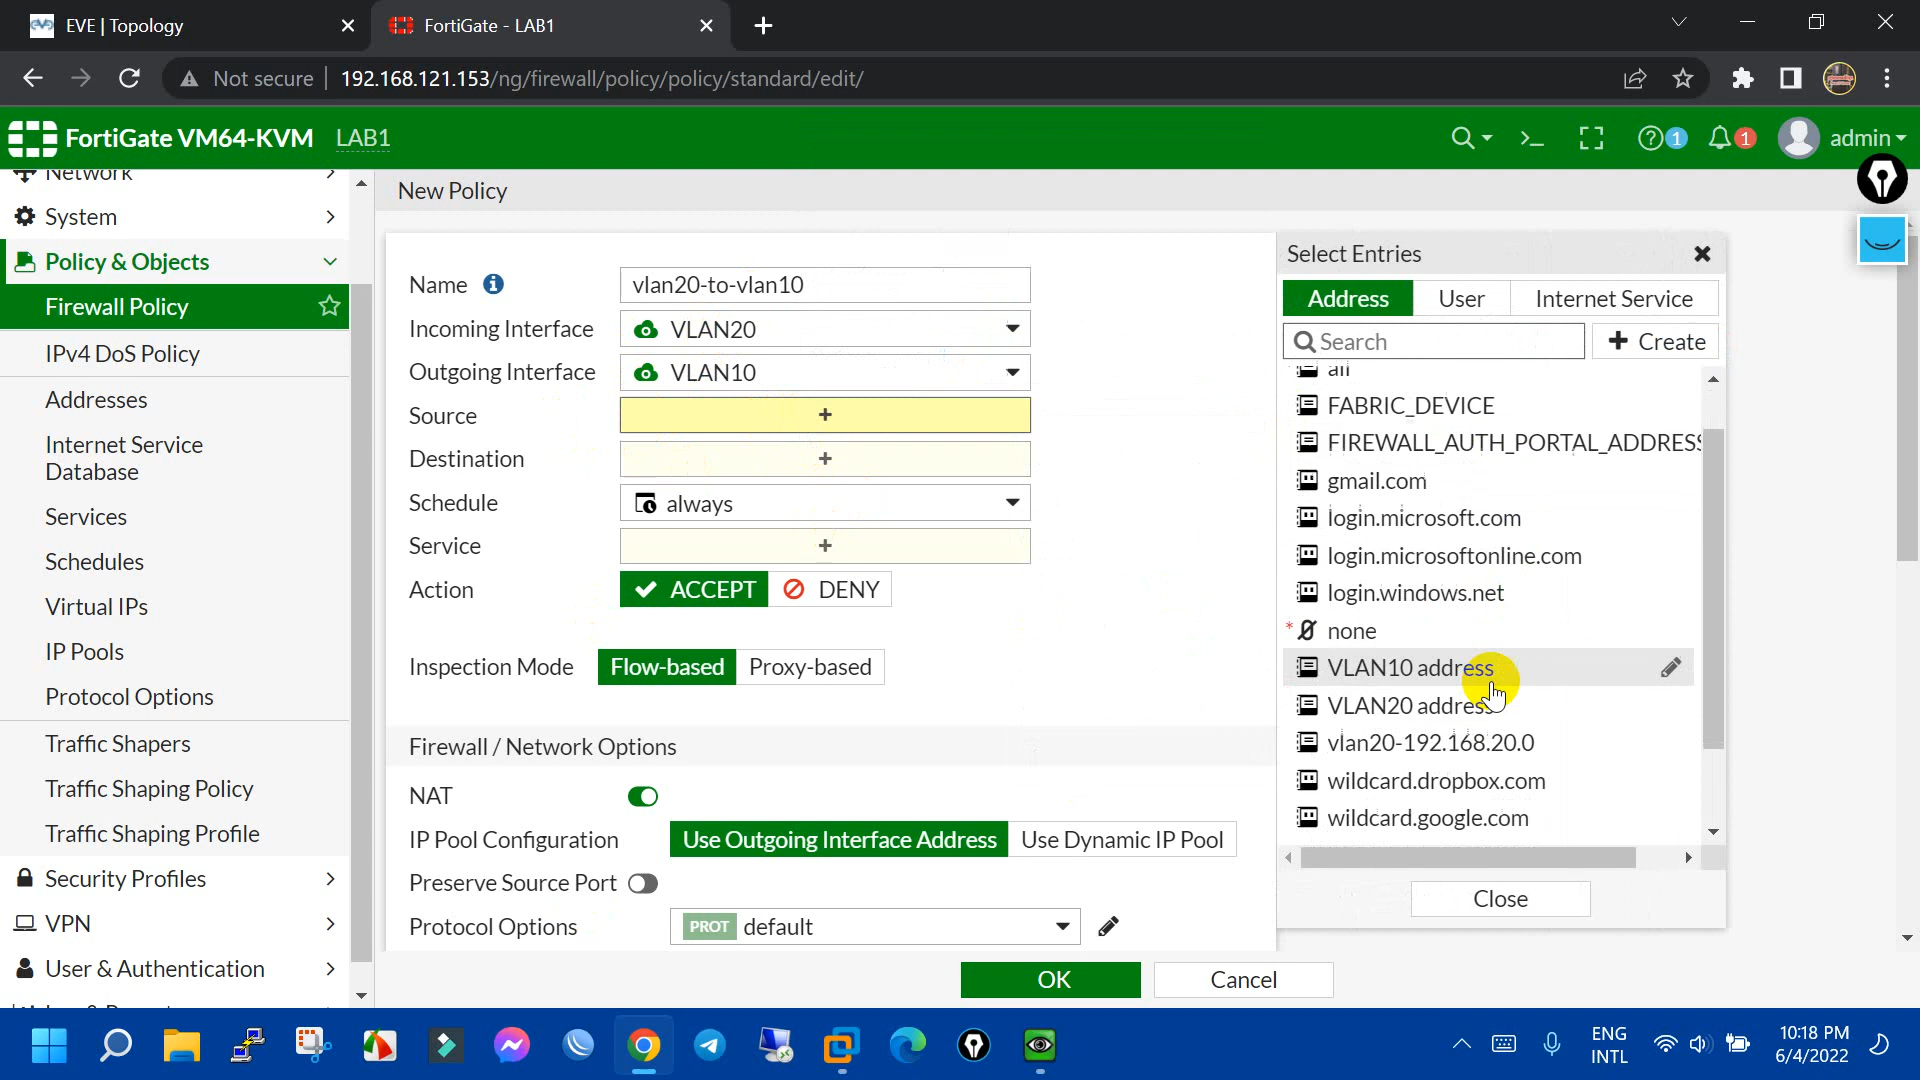 EVE | Topology
FortiGate - LAB1
Not secure
192.168.121.153/ng/firewall/policy/policy/standard/edit/
FortiGate VM64-KVM LAB1
1
1
admin
Network
System
Policy & Objects
Firewall Policy
IPv4 DoS Policy
Addresses
Internet Service
Database
Services
Schedules
Virtual IPs
IP Pools
Protocol Options
Traffic Shapers
Traffic Shaping Policy
Traffic Shaping Profile
Security Profiles
VPN
User & Authentication
New Policy
Name vlan20-to-vlan10
Incoming Interface VLAN20
Outgoing Interface VLAN10
Source +
Destination +
Schedule always
Service +
Action ACCEPT DENY
Inspection Mode Flow-based Proxy-based
Firewall / Network Options
NAT
IP Pool Configuration Use Outgoing Interface Address Use Dynamic IP Pool
Preserve Source Port
Protocol Options PROT default
OK Cancel
Select Entries
Address User Internet Service
Search + Create
all
FABRIC_DEVICE
FIREWALL_AUTH_PORTAL_ADDRESS
gmail.com
login.microsoft.com
login.microsoftonline.com
login.windows.net
* none
VLAN10 address
VLAN20 address
vlan20-192.168.20.0
wildcard.dropbox.com
wildcard.google.com
Close
ENG
INTL
10:18 PM
6/4/2022